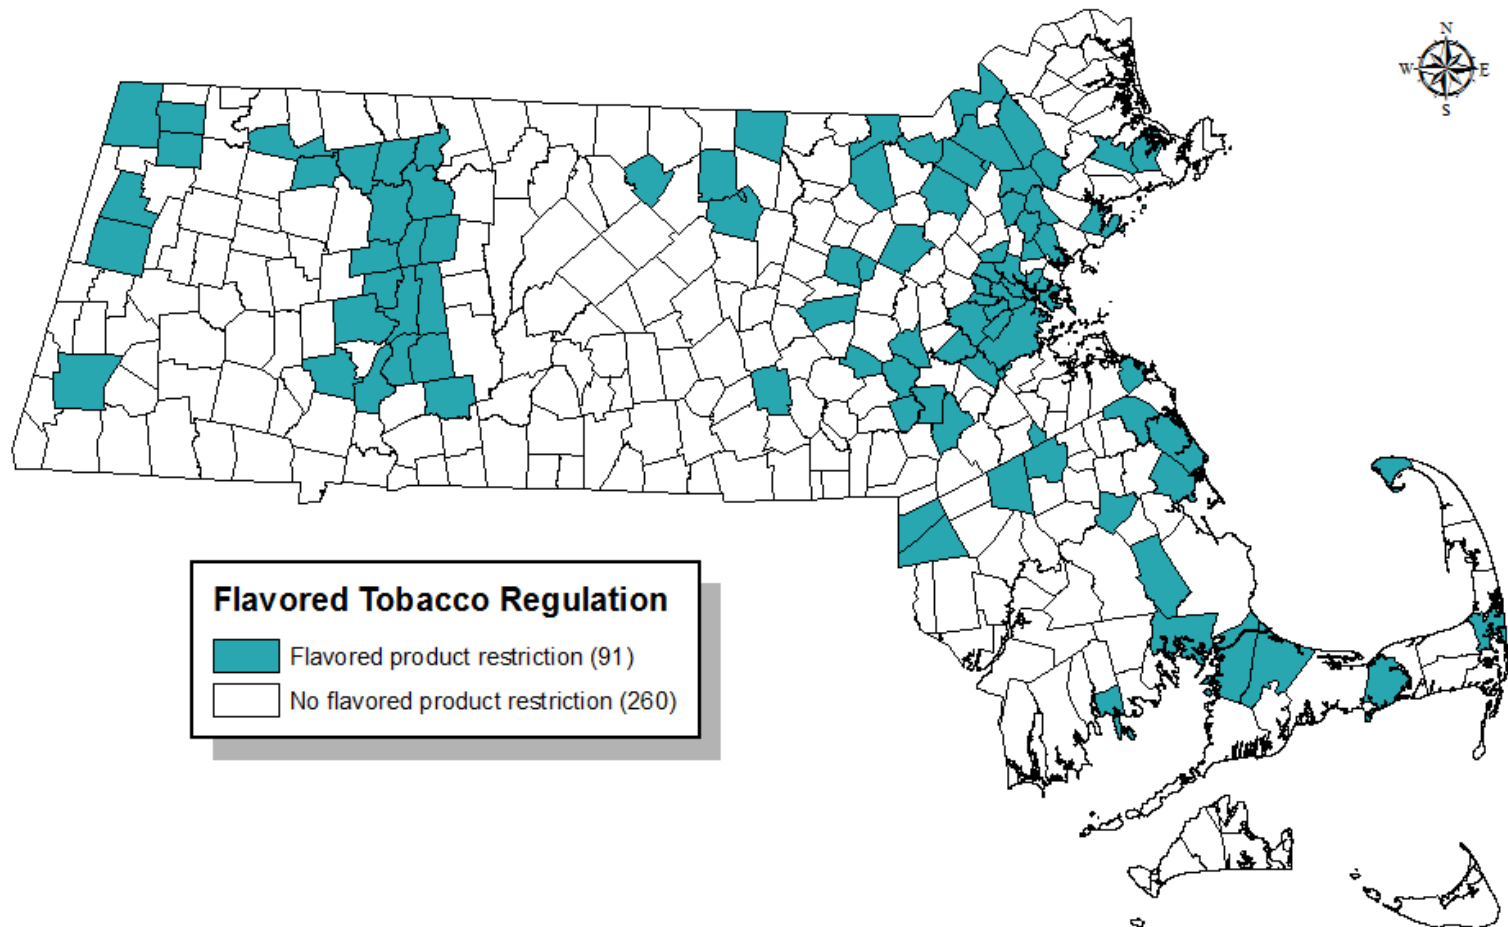 N
W E
S
Flavored Tobacco Regulation
Flavored product restriction (91)
No flavored product restriction (260)